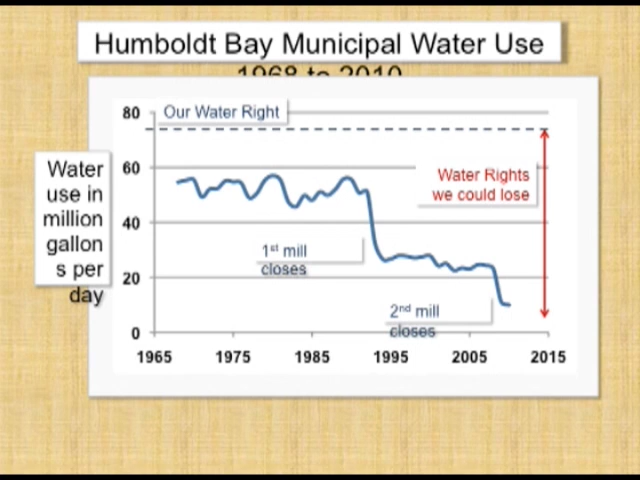 Humboldt Bay Municipal Water Use
1968 to 2010
80
Our Water Right
Water
use in
million
gallon
s per
day
60
Water Rights
we could lose
40
1st mill
closes
20
2nd mill
closes
0
1965 1975 1985 1995 2005 2015